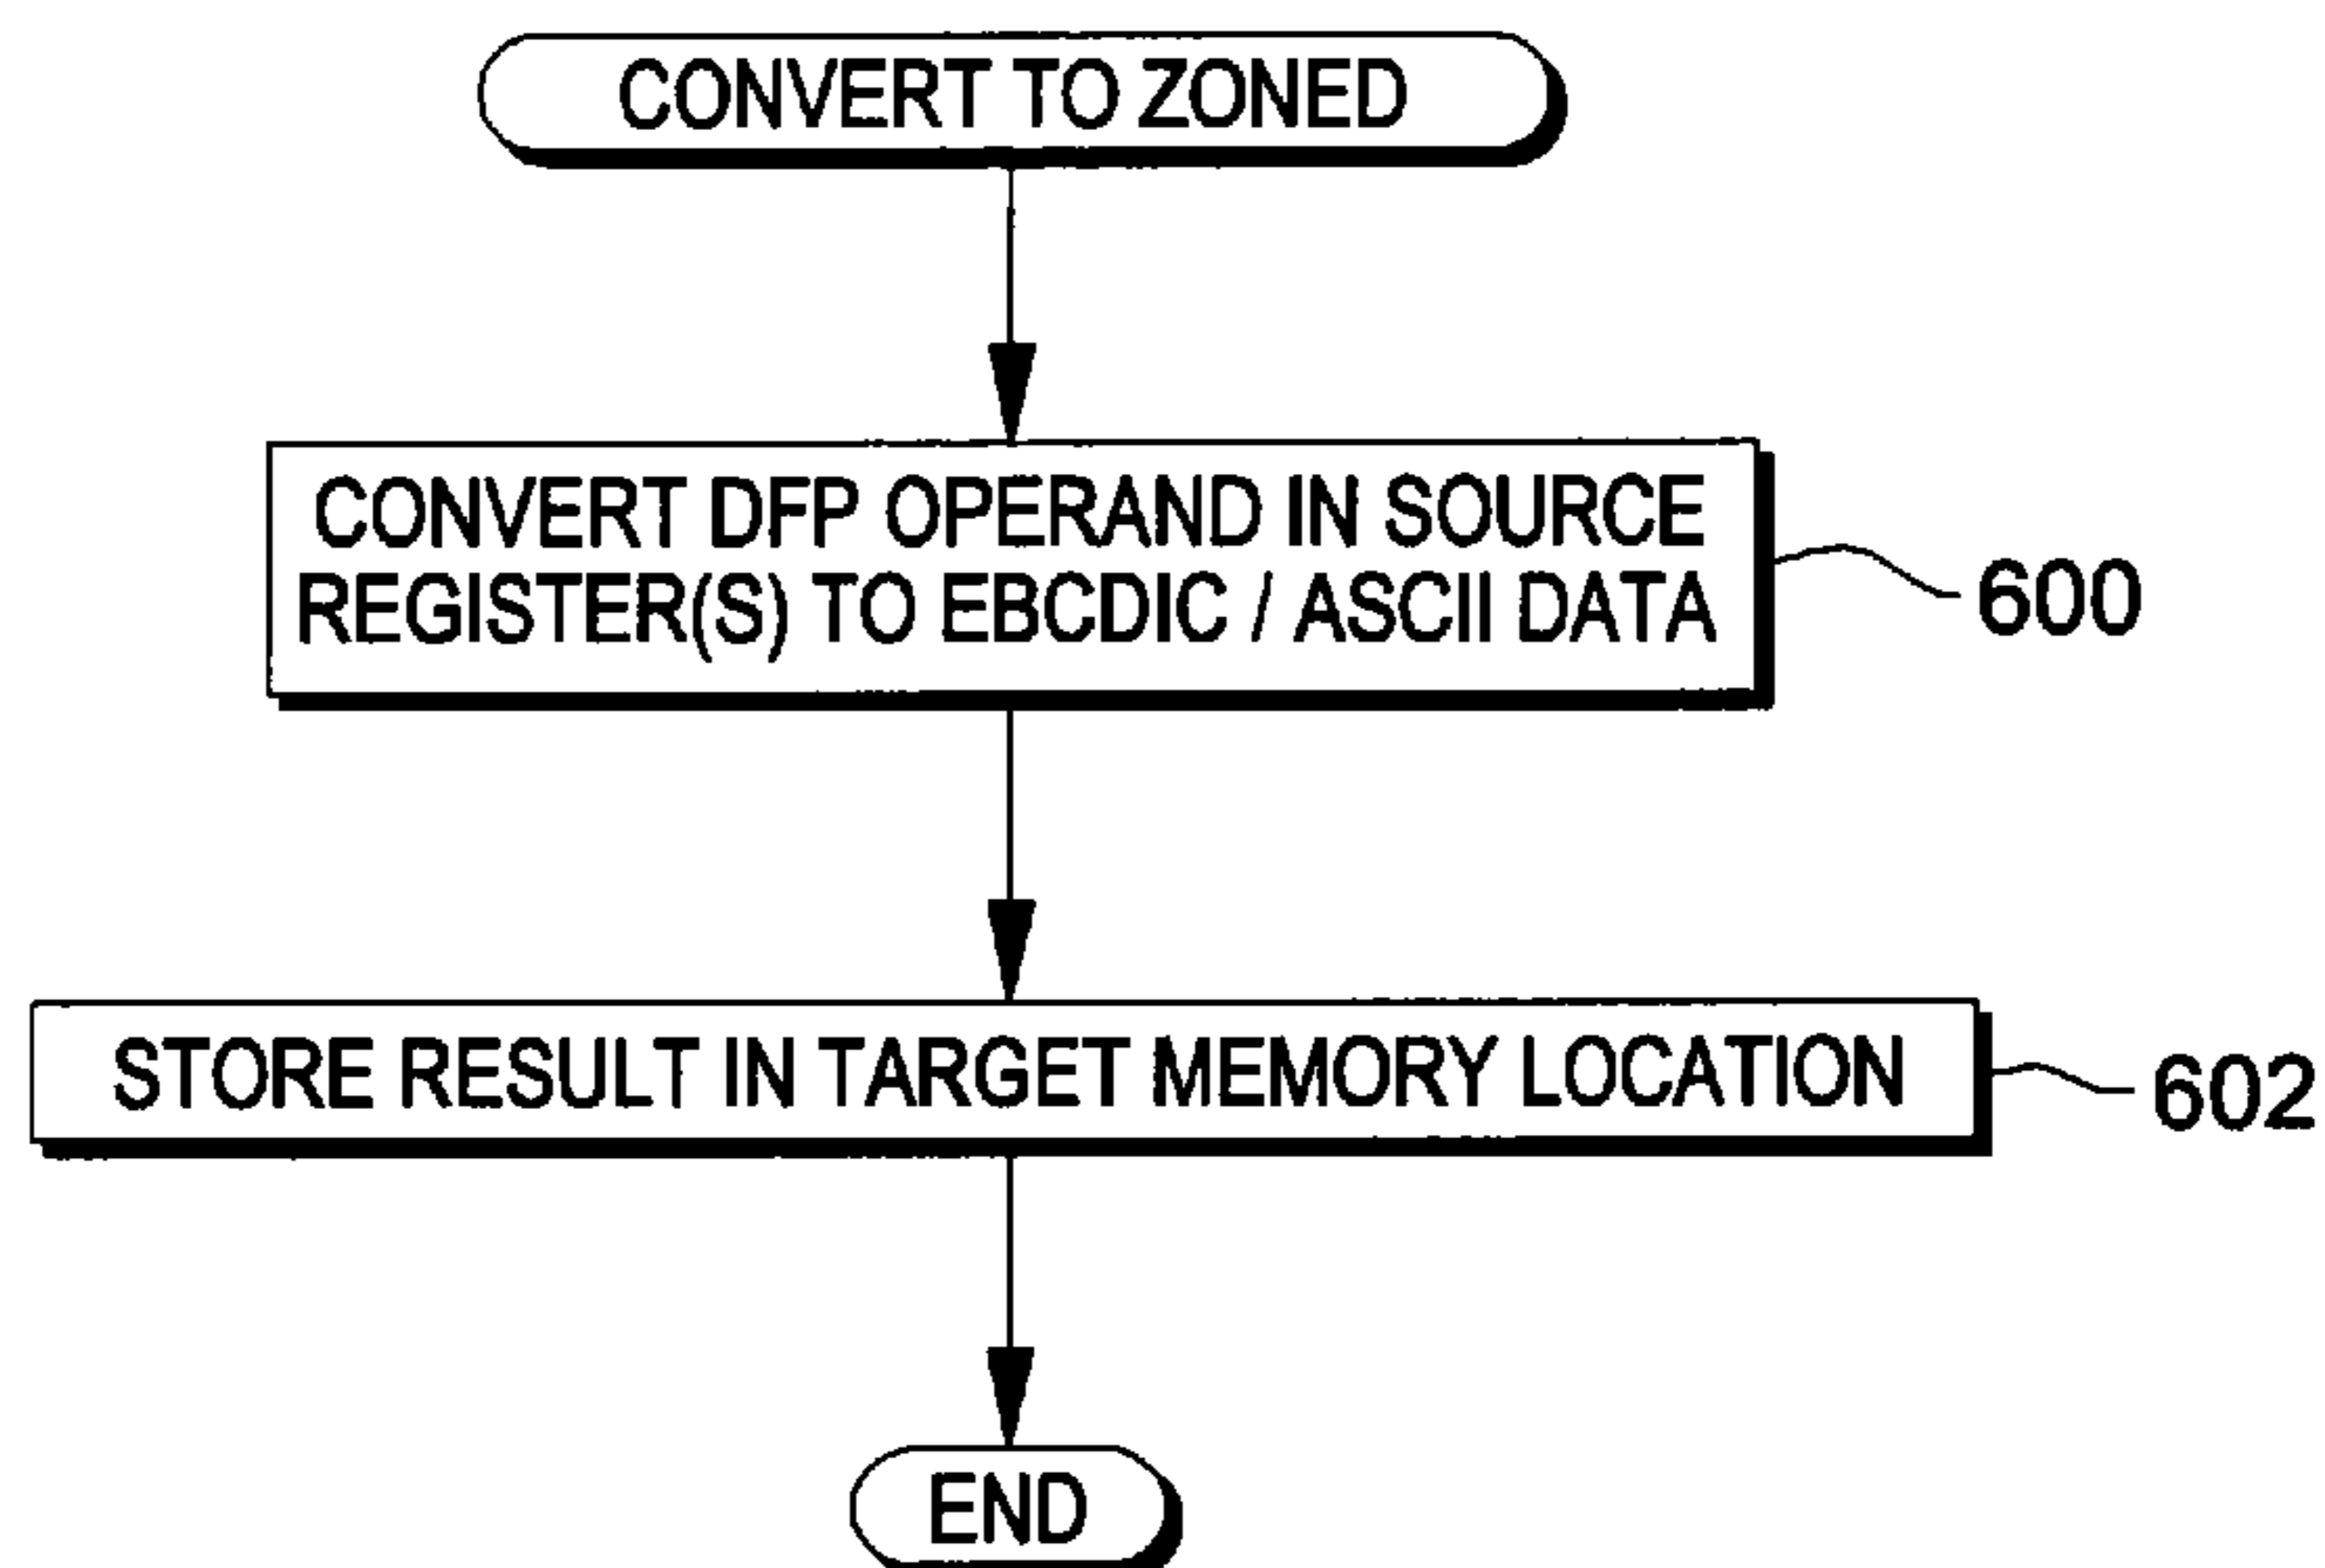 CONVERT TO ZONED
CONVERT DFP OPERAND IN SOURCE
REGISTER(S) TO EBCDIC / ASCII DATA
600
STORE RESULT IN TARGET MEMORY LOCATION
602
END